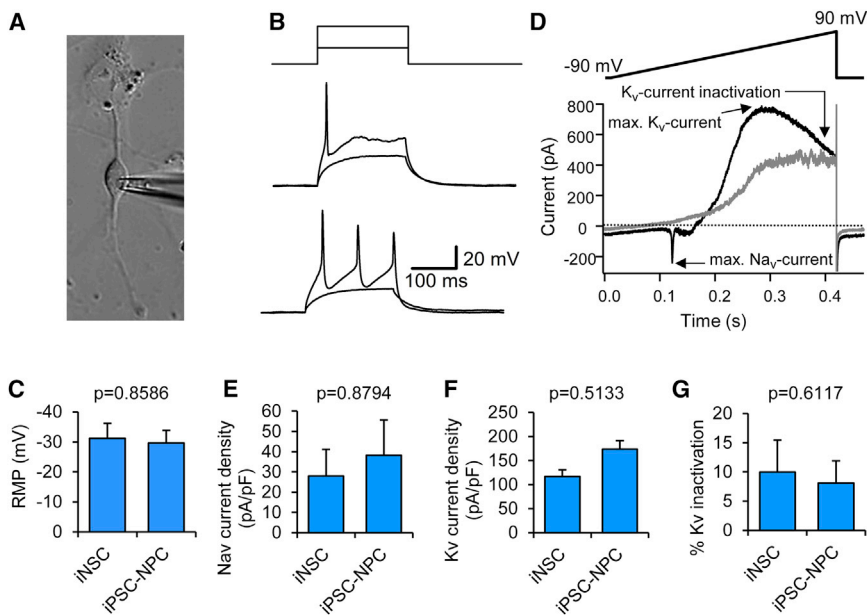 A
B
20 mV
100 ms
D
90 mV
-90 mV
Kv-current inactivation
max. Kv-current
800
600
400
200
0
-200
Current (pA)
max. Nav-current
0.0
0.1
0.2
0.3
0.4
Time (s)
C
p=0.8586
-40
-30
-20
-10
0
RMP (mV)
iNSC
iPSC-NPC
E
p=0.8794
60
50
40
30
20
10
0
Nav current density
(pA/pF)
iNSC
iPSC-NPC
F
p=0.5133
250
200
150
100
50
0
Kv current density
(pA/pF)
iNSC
iPSC-NPC
G
p=0.6117
20
15
10
5
0
% Kv inactivation
iNSC
iPSC-NPC